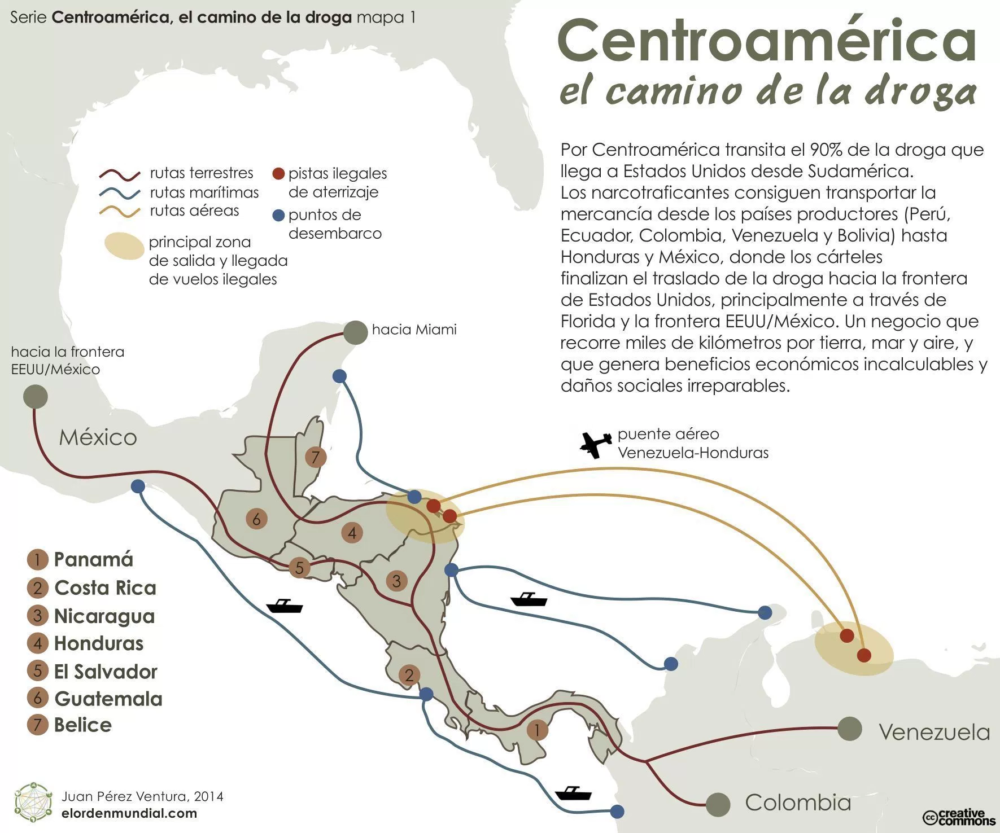 Serie Centroamérica, el camino de la droga mapa 1
Centroamérica
el camino de la droga
Por Centroamérica transita el 90% de la droga que
llega a Estados Unidos desde Sudamérica.
Los narcotraficantes consiguen transportar la
mercancía desde los países productores (Perú,
Ecuador, Colombia, Venezuela y Bolivia) hasta
Honduras y México, donde los cárteles
finalizan el traslado de la droga hacia la frontera
de Estados Unidos, principalmente a través de
Florida y la frontera EEUU/México. Un negocio que
recorre miles de kilómetros por tierra, mar y aire, y
que genera beneficios económicos incalculables y
daños sociales irreparables.
rutas terrestres
rutas marítimas
rutas aéreas
principal zona
de salida y llegada
de vuelos ilegales
pistas ilegales
de aterrizaje
puntos de
desembarco
hacia Miami
hacia la frontera
EEUU/México
México
puente aéreo
Venezuela-Honduras
7
6
4
5
3
2
1
1 Panamá
2 Costa Rica
3 Nicaragua
4 Honduras
5 El Salvador
6 Guatemala
7 Belice
Venezuela
Colombia
Juan Pérez Ventura, 2014
elordenmundial.com
cc creative
commons